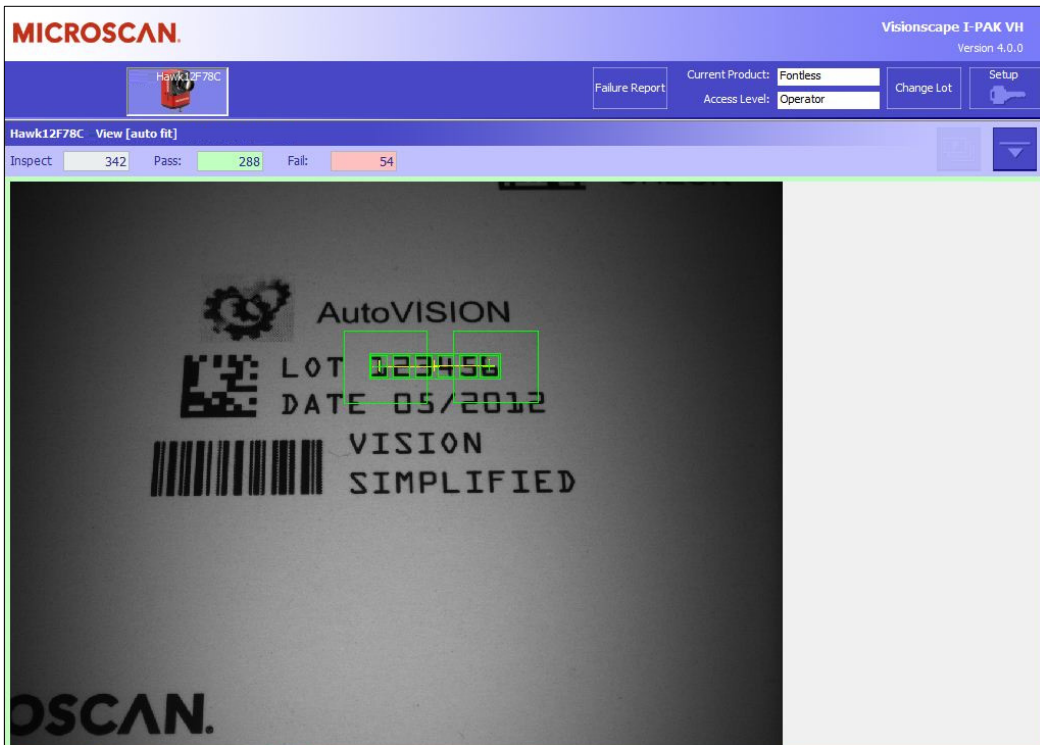 MICROSCAN.
Visionscape I-PAK VH
Version 4.0.0
Hawk12F78C
Failure Report
Current Product: Fontless
Access Level: Operator
Change Lot
Setup
Hawk12F78C View [auto fit]
Inspect 342 Pass: 288 Fail: 54
AutoVISION
LOT 123456
DATE 05/2012
VISION
SIMPLIFIED
OSCAN.